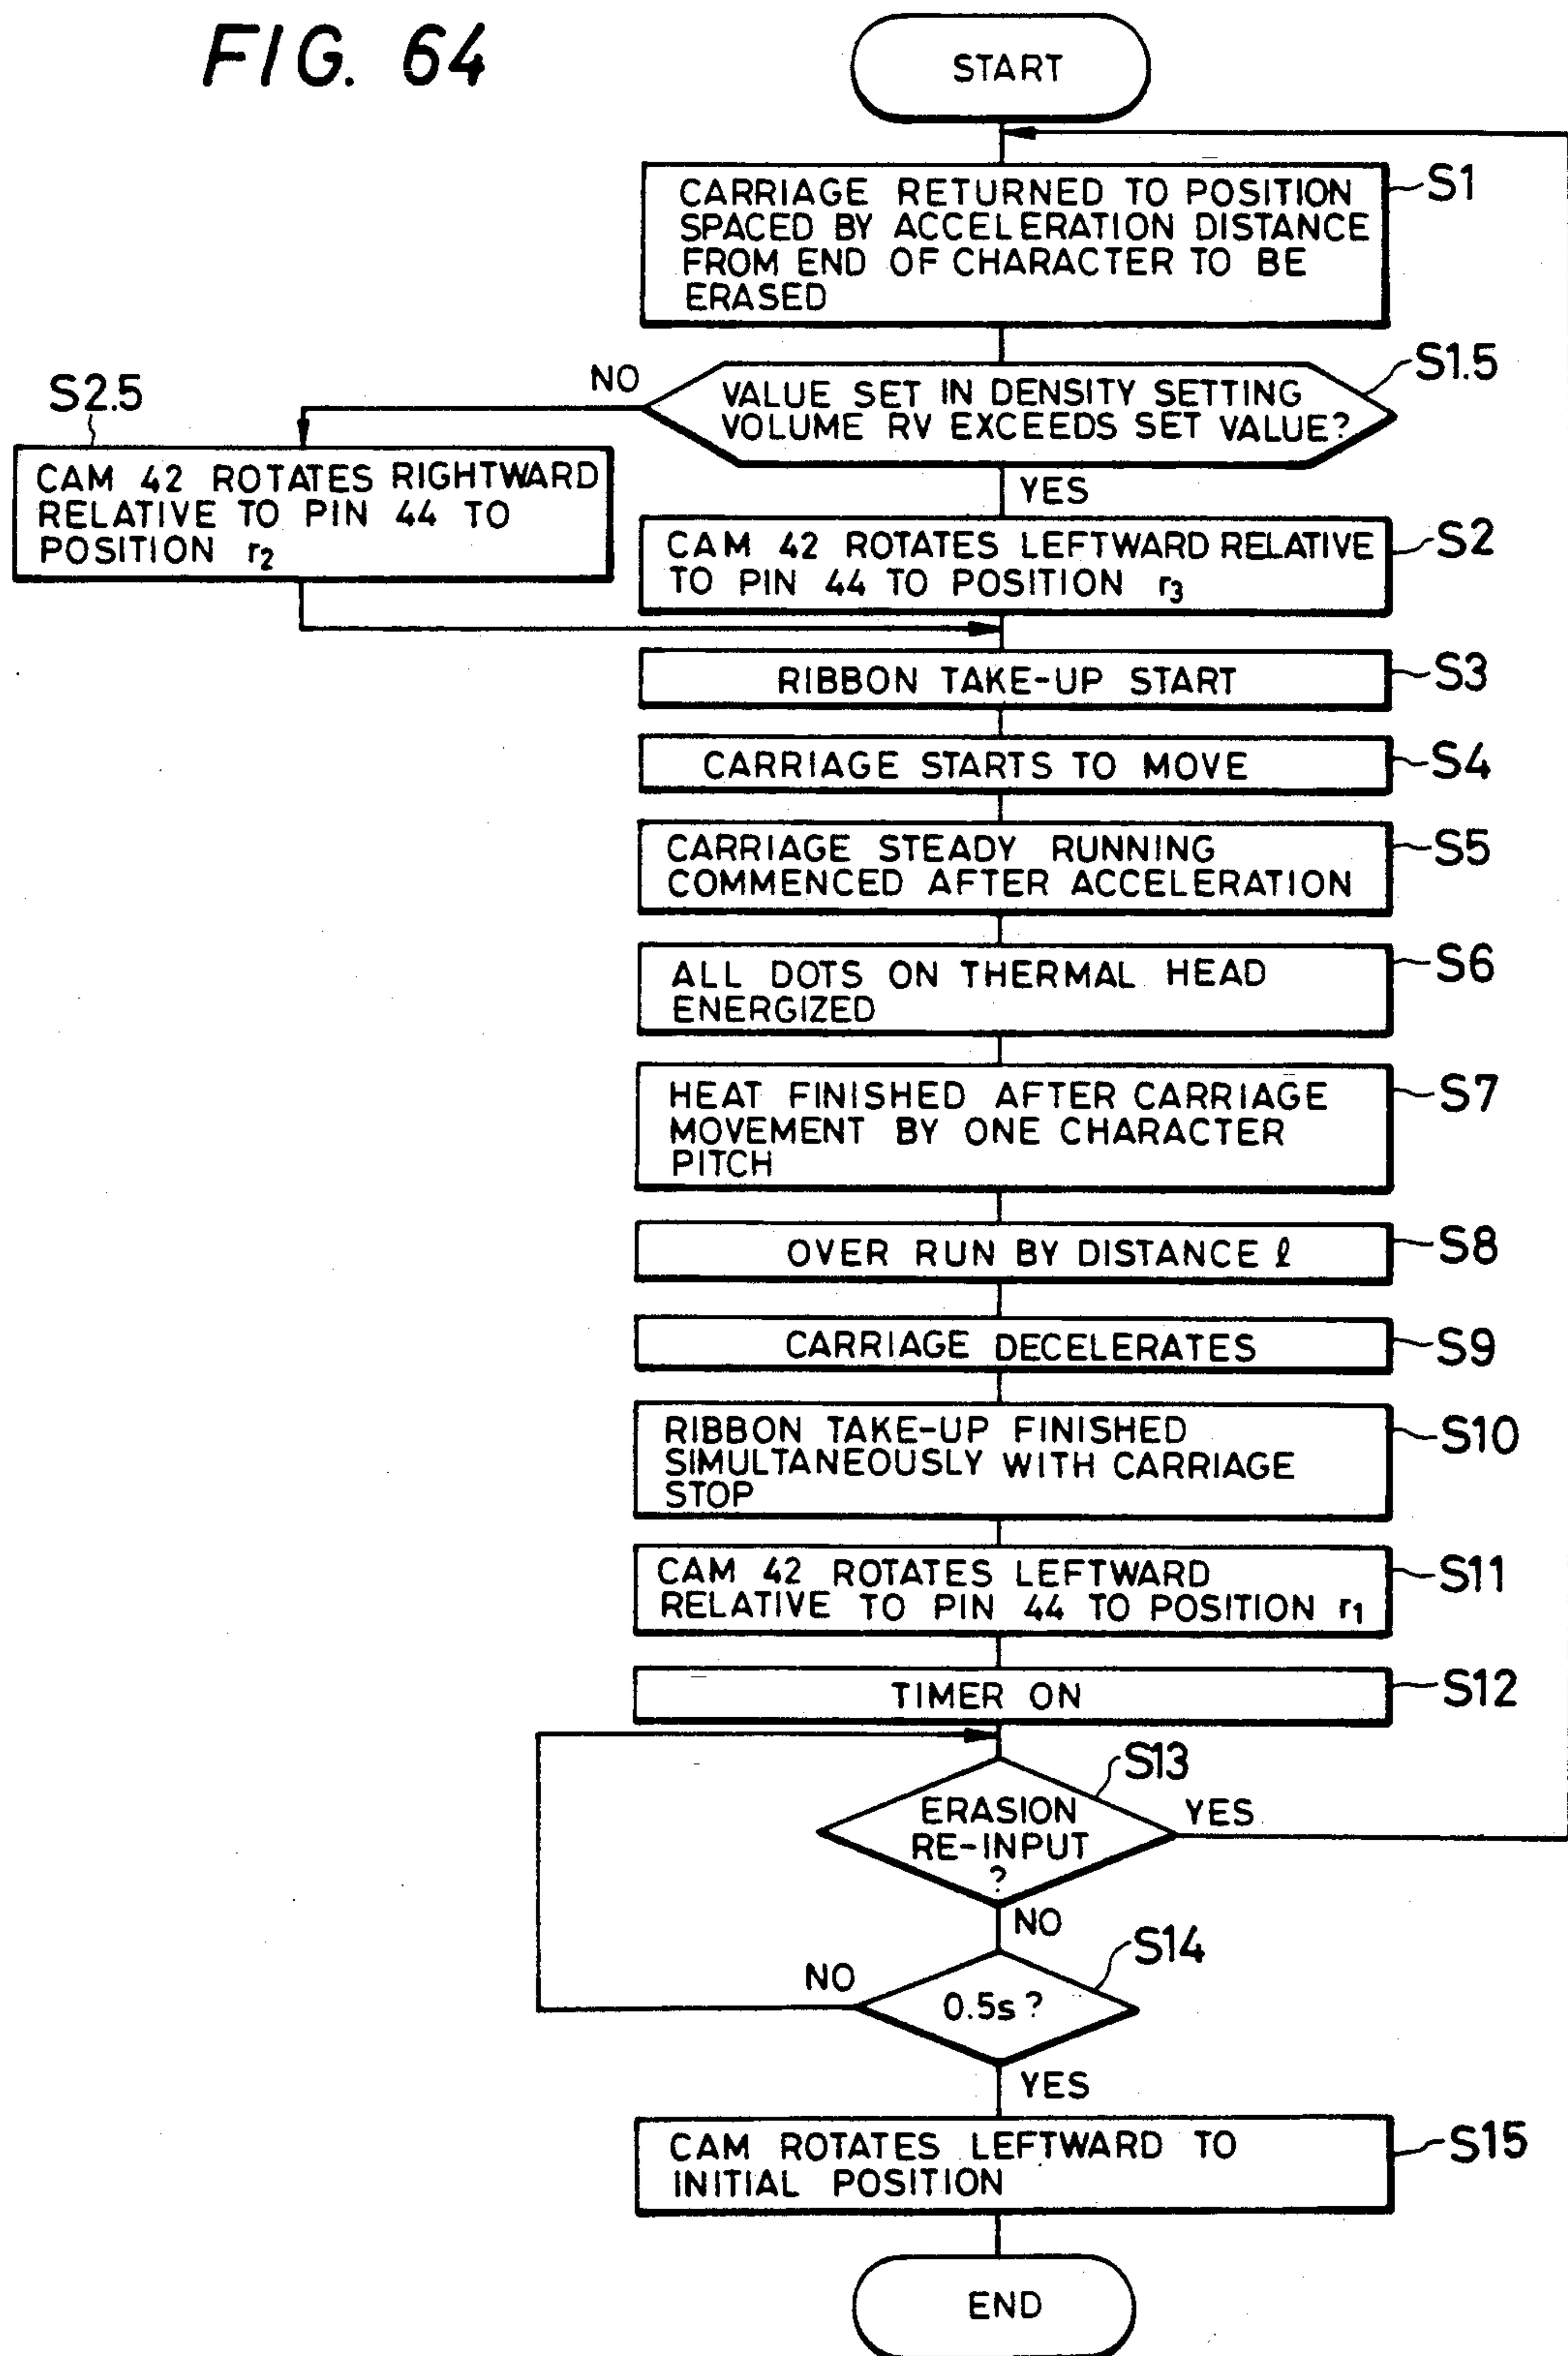 FIG. 64
START
CARRIAGE RETURNED TO POSITION
SPACED BY ACCELERATION DISTANCE
FROM END OF CHARACTER TO BE
ERASED
S1
VALUE SET IN DENSITY SETTING
VOLUME RV EXCEEDS SET VALUE?
S1.5
NO
YES
S2.5
CAM 42 ROTATES RIGHTWARD
RELATIVE TO PIN 44 TO
POSITION r2
CAM 42 ROTATES LEFTWARD RELATIVE
TO PIN 44 TO POSITION r3
S2
RIBBON TAKE-UP START
S3
CARRIAGE STARTS TO MOVE
S4
CARRIAGE STEADY RUNNING
COMMENCED AFTER ACCELERATION
S5
ALL DOTS ON THERMAL HEAD
ENERGIZED
S6
HEAT FINISHED AFTER CARRIAGE
MOVEMENT BY ONE CHARACTER
PITCH
S7
OVER RUN BY DISTANCE ℓ
S8
CARRIAGE DECELERATES
S9
RIBBON TAKE-UP FINISHED
SIMULTANEOUSLY WITH CARRIAGE
STOP
S10
CAM 42 ROTATES LEFTWARD
RELATIVE TO PIN 44 TO POSITION r1
S11
TIMER ON
S12
ERASION
RE-INPUT
?
S13
YES
NO
0.5s ?
S14
NO
YES
CAM ROTATES LEFTWARD TO
INITIAL POSITION
S15
END